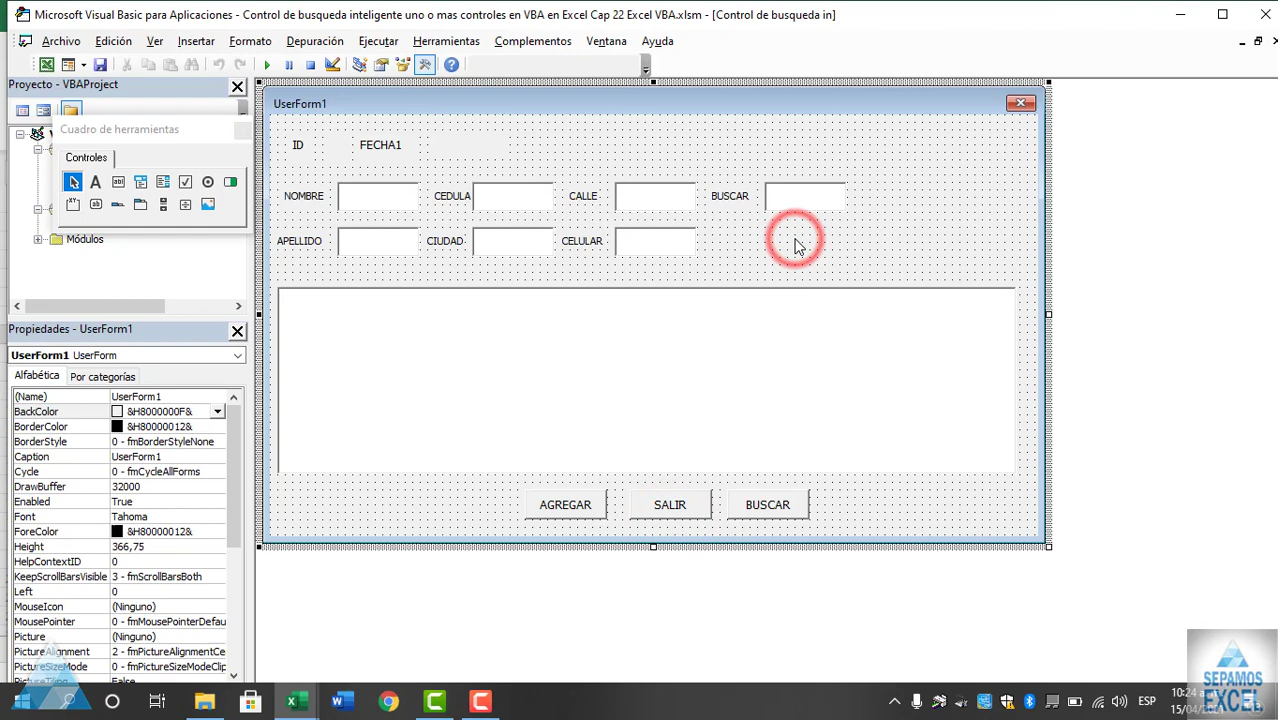 Microsoft Visual Basic para Aplicaciones - Control de busqueda inteligente uno o mas controles en VBA en Excel Cap 22 Excel VBA.xlsm - [Control de busqueda in]
Archivo Edición Ver Insertar Formato Depuración Ejecutar Herramientas Complementos Ventana Ayuda
Proyecto - VBAProject
Cuadro de herramientas
Controles
Módulos
UserForm1
ID FECHA1
NOMBRE CEDULA CALLE BUSCAR
APELLIDO CIUDAD CELULAR
AGREGAR SALIR BUSCAR
Propiedades - UserForm1
UserForm1 UserForm
Alfabética Por categorías
(Name) UserForm1
BackColor &H8000000F&
BorderColor &H80000012&
BorderStyle 0 - fmBorderStyleNone
Caption UserForm1
Cycle 0 - fmCycleAllForms
DrawBuffer 32000
Enabled True
Font Tahoma
ForeColor &H80000012&
Height 366,75
HelpContextID 0
KeepScrollBarsVisible 3 - fmScrollBarsBoth
Left 0
MouseIcon (Ninguno)
MousePointer 0 - fmMousePointerDefau
Picture (Ninguno)
PictureAlignment 2 - fmPictureAlignmentCe
PictureSizeMode 0 - fmPictureSizeModeClip
PictureTiling False
SEPAMOS
EXCEL
ESP
10:24 a.